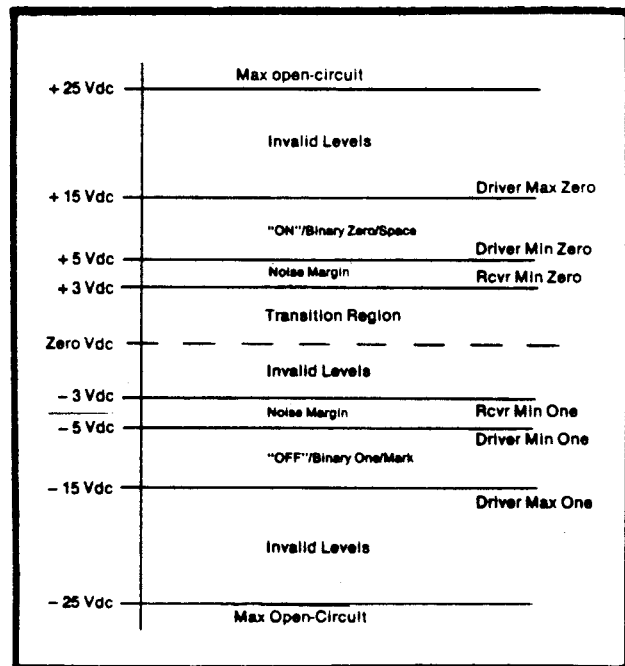 Max open-circuit
+ 25 Vdc
Invalid Levels
+ 15 Vdc
Driver Max Zero
"ON"/Binary Zero/Space
Driver Min Zero
+ 5 Vdc
Noise Margin
Rcvr Min Zero
+ 3 Vdc
Transition Region
Zero Vdc
Invalid Levels
- 3 Vdc
Noise Margin
Rcvr Min One
- 5 Vdc
Driver Min One
"OFF"/Binary One/Mark
- 15 Vdc
Driver Max One
Invalid Levels
- 25 Vdc
Max Open-Circuit